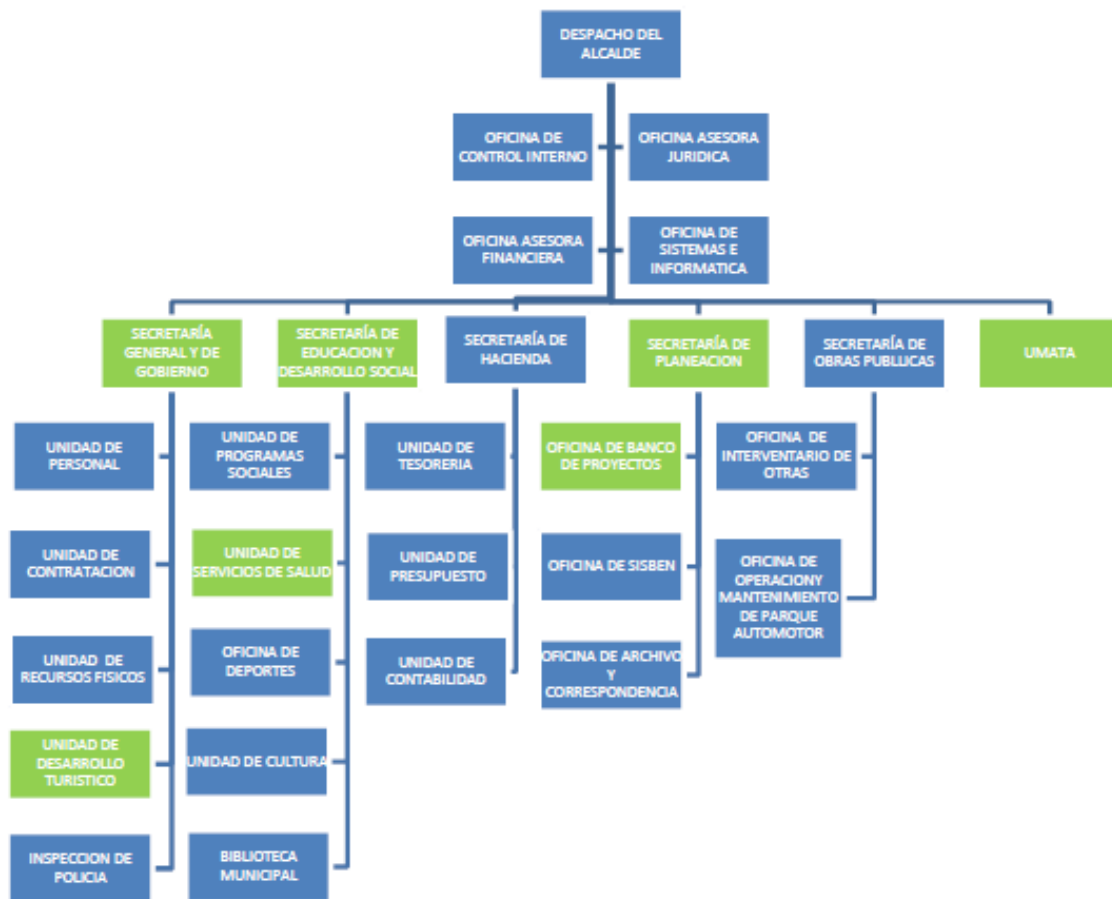 DESPACHO DEL
ALCALDE
OFICINA DE
CONTROL INTERNO
OFICINA ASESORA
JURIDICA
OFICINA ASESORA
FINANCIERA
OFICINA DE
SISTEMAS E
INFORMATICA
SECRETARÍA
GENERAL Y DE
GOBIERNO
SECRETARÍA DE
EDUCACION Y
DESARROLLO SOCIAL
SECRETARÍA DE
HACIENDA
SECRETARÍA DE
PLANEACION
SECRETARÍA DE
OBRAS PUBLLICAS
UMATA
UNIDAD DE
PERSONAL
UNIDAD DE
CONTRATACION
UNIDAD DE
RECURSOS FISICOS
UNIDAD DE
DESARROLLO
TURISTICO
INSPECCION DE
POLICIA
UNIDAD DE
PROGRAMAS
SOCIALES
UNIDAD DE
SERVICIOS DE SALUD
OFICINA DE
DEPORTES
UNIDAD DE CULTURA
BIBLIOTECA
MUNICIPAL
UNIDAD DE
TESORERIA
UNIDAD DE
PRESUPUESTO
UNIDAD DE
CONTABILIDAD
OFICINA DE BANCO
DE PROYECTOS
OFICINA DE SISBEN
OFICINA DE ARCHIVO
Y
CORRESPONDENCIA
OFICINA DE
INTERVENTARIO DE
OTRAS
OFICINA DE
OPERACIONY
MANTENIMIENTO
DE PARQUE
AUTOMOTOR